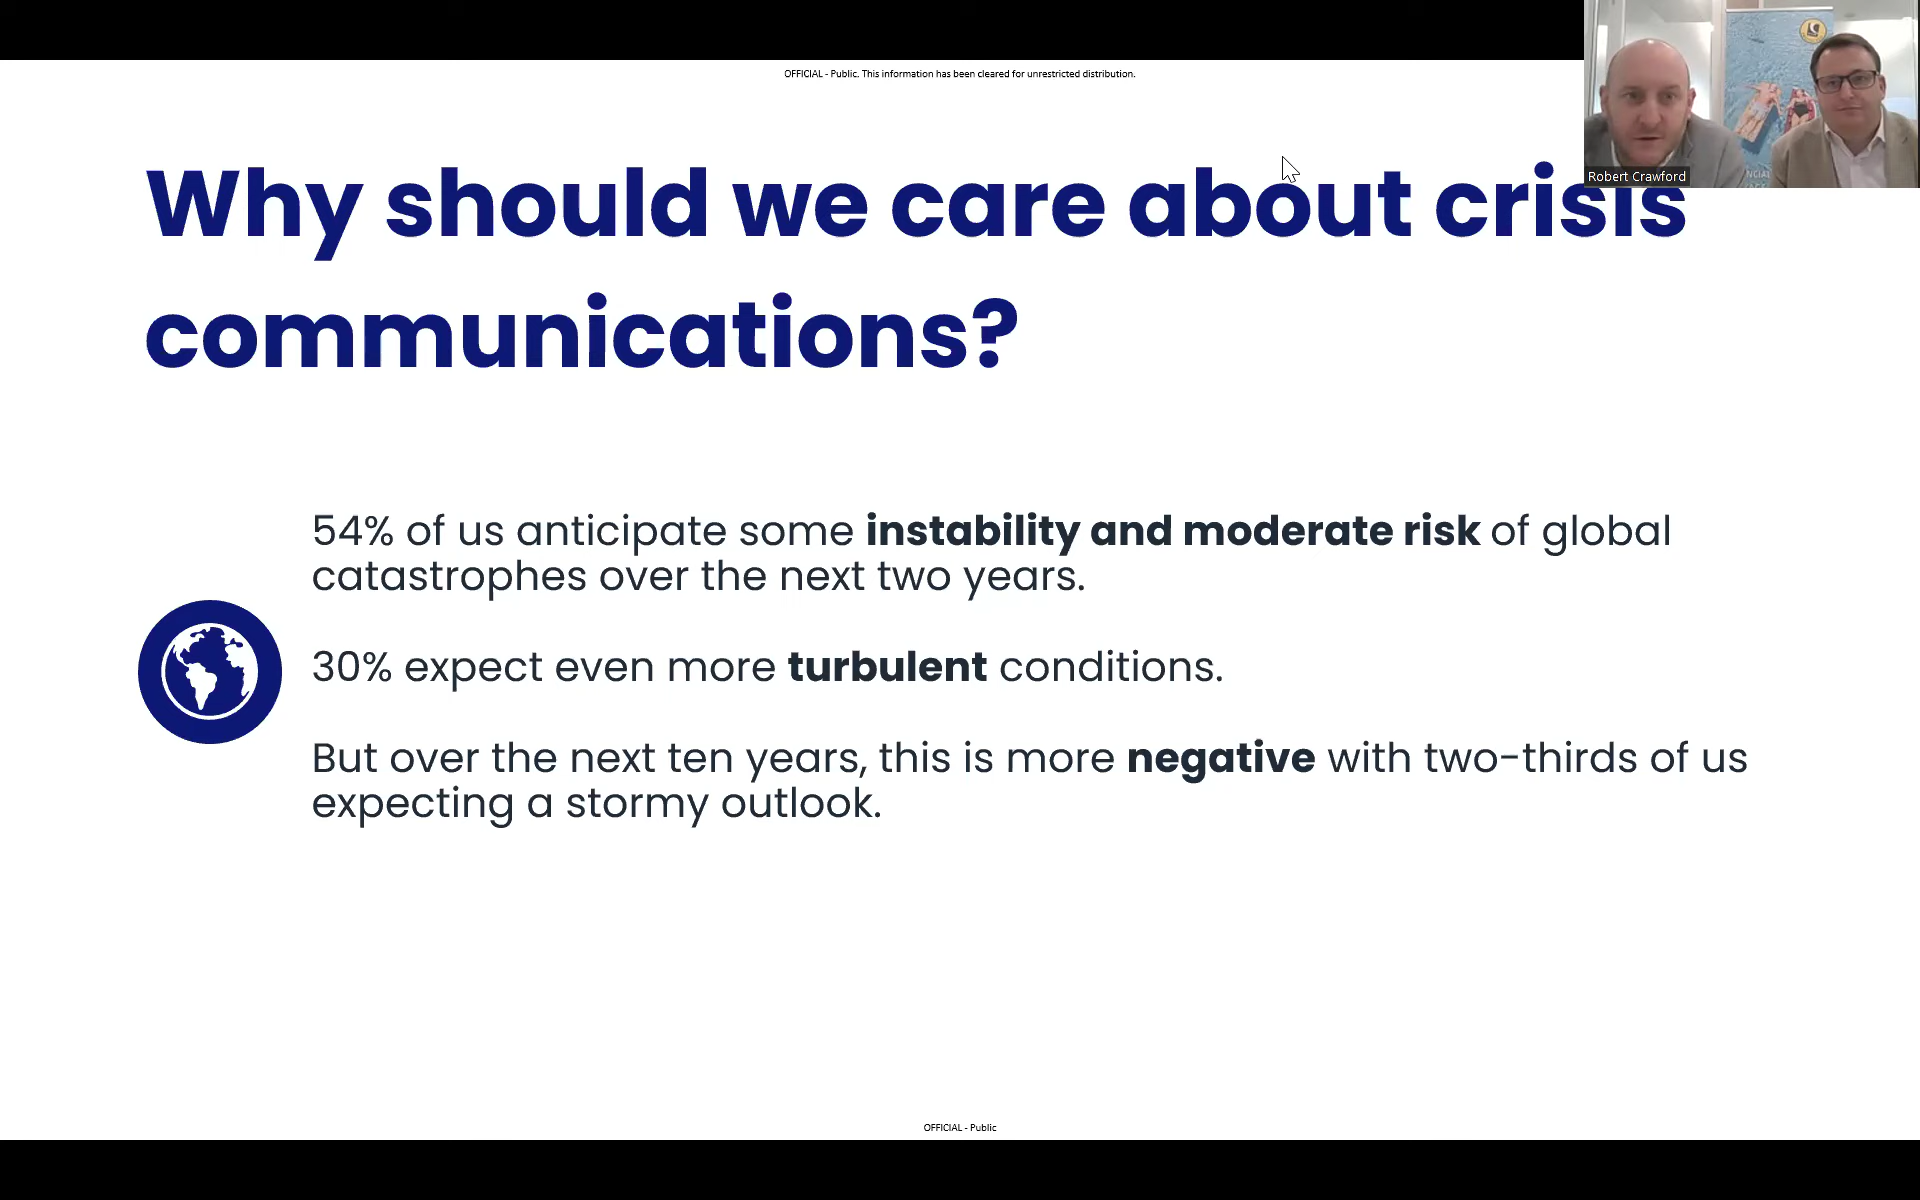 OFFICIAL - Public. This information has been cleared for unrestricted distribution.
Robert Crawford
Why should we care about crisis
communications?
54% of us anticipate some instability and moderate risk of global
catastrophes over the next two years.
30% expect even more turbulent conditions.
But over the next ten years, this is more negative with two-thirds of us
expecting a stormy outlook.
OFFICIAL - Public